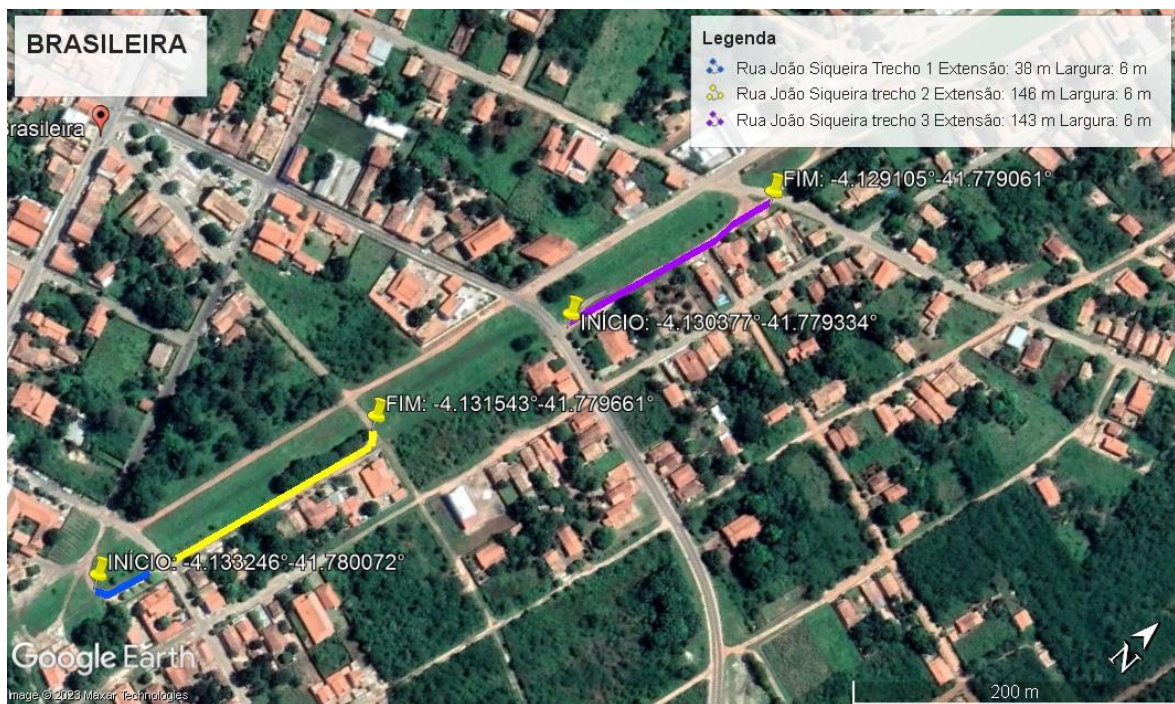 BRASILEIRA
Legenda
Rua João Siqueira Trecho 1 Extensão: 38 m Largura: 6 m
Rua João Siqueira trecho 2 Extensão: 146 m Largura: 6 m
Rua João Siqueira trecho 3 Extensão: 143 m Largura: 6 m
Brasileira
FIM: -4.129105°-41.779061°
INÍCIO: -4.130377°-41.779334°
FIM: -4.131543°-41.779661°
INÍCIO: -4.133246°-41.780072°
Google Earth
N
Image © 2023 Maxar Technologies
200 m